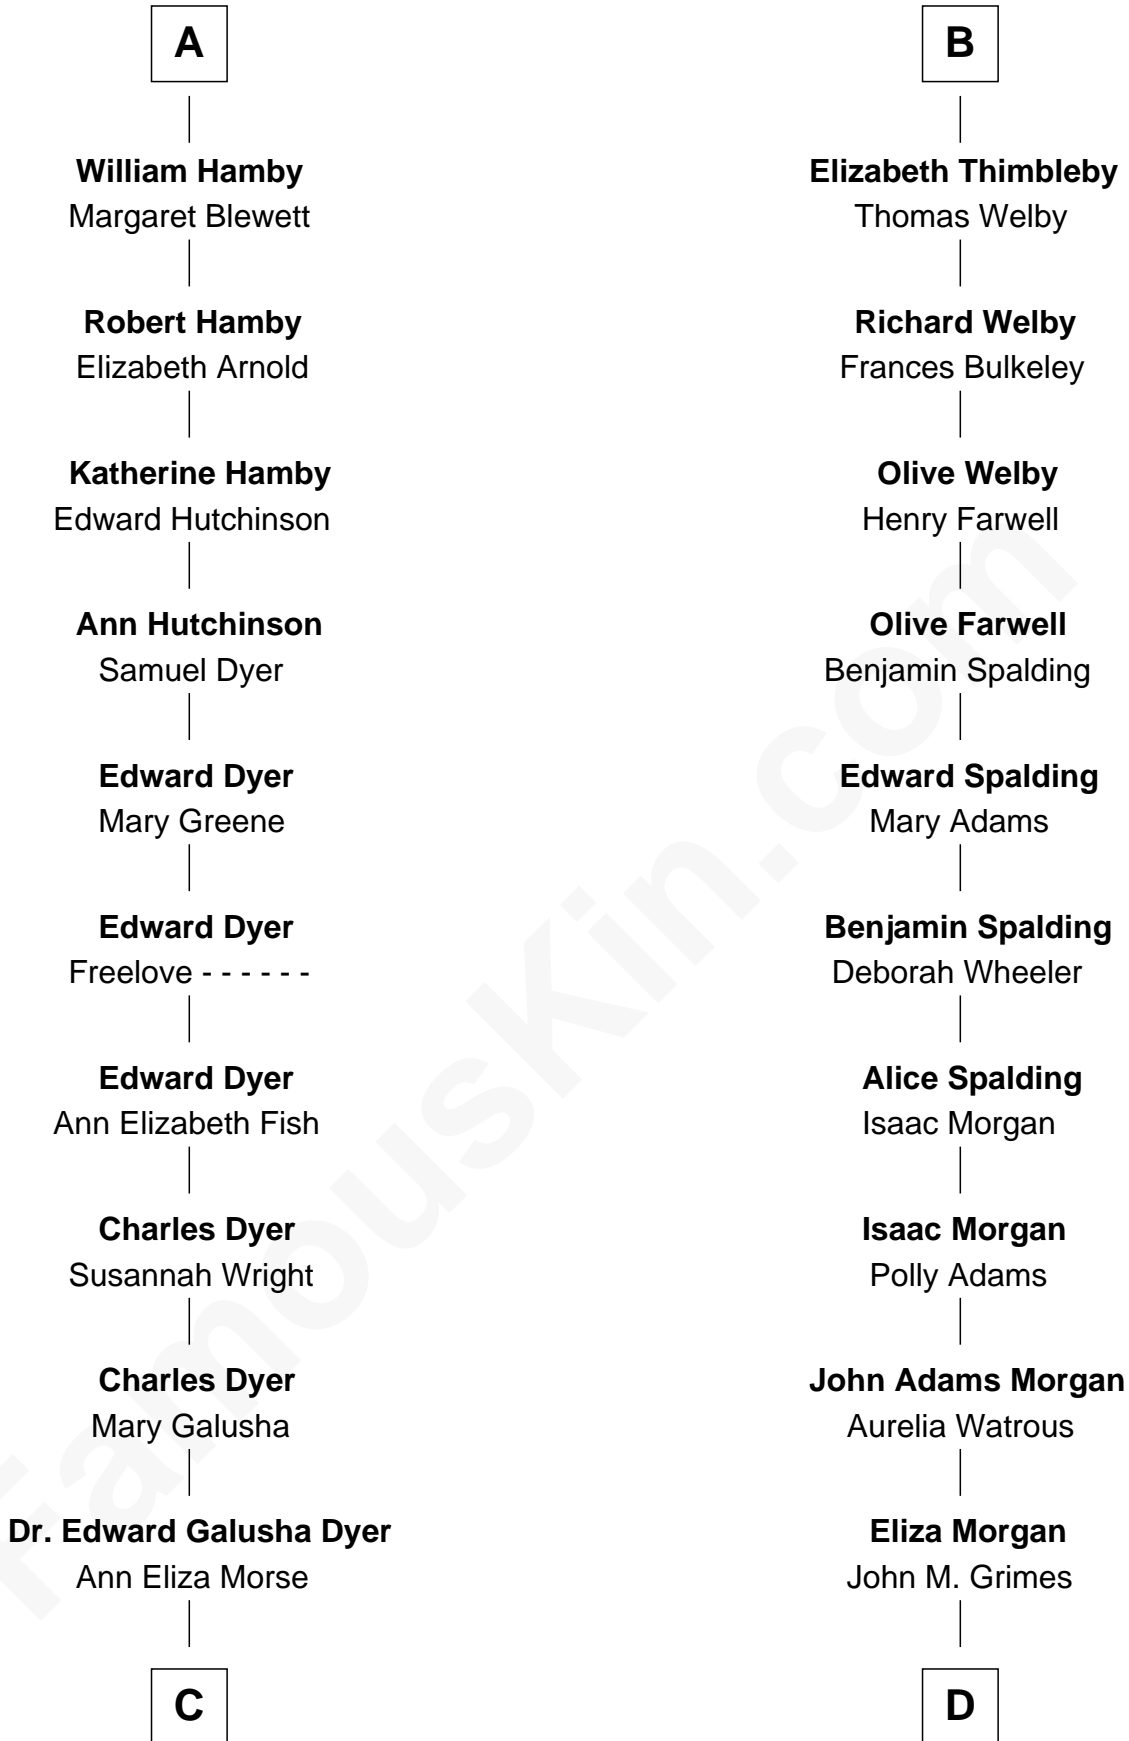 A
William Hamby
Margaret Blewett
Robert Hamby
Elizabeth Arnold
Katherine Hamby
Edward Hutchinson
Ann Hutchinson
Samuel Dyer
Edward Dyer
Mary Greene
Edward Dyer
Freelove - - - - - -
Edward Dyer
Ann Elizabeth Fish
Charles Dyer
Susannah Wright
Charles Dyer
Mary Galusha
Dr. Edward Galusha Dyer
Ann Eliza Morse
C
B
Elizabeth Thimbleby
Thomas Welby
Richard Welby
Frances Bulkeley
Olive Welby
Henry Farwell
Olive Farwell
Benjamin Spalding
Edward Spalding
Mary Adams
Benjamin Spalding
Deborah Wheeler
Alice Spalding
Isaac Morgan
Isaac Morgan
Polly Adams
John Adams Morgan
Aurelia Watrous
Eliza Morgan
John M. Grimes
D
FamousKin.com